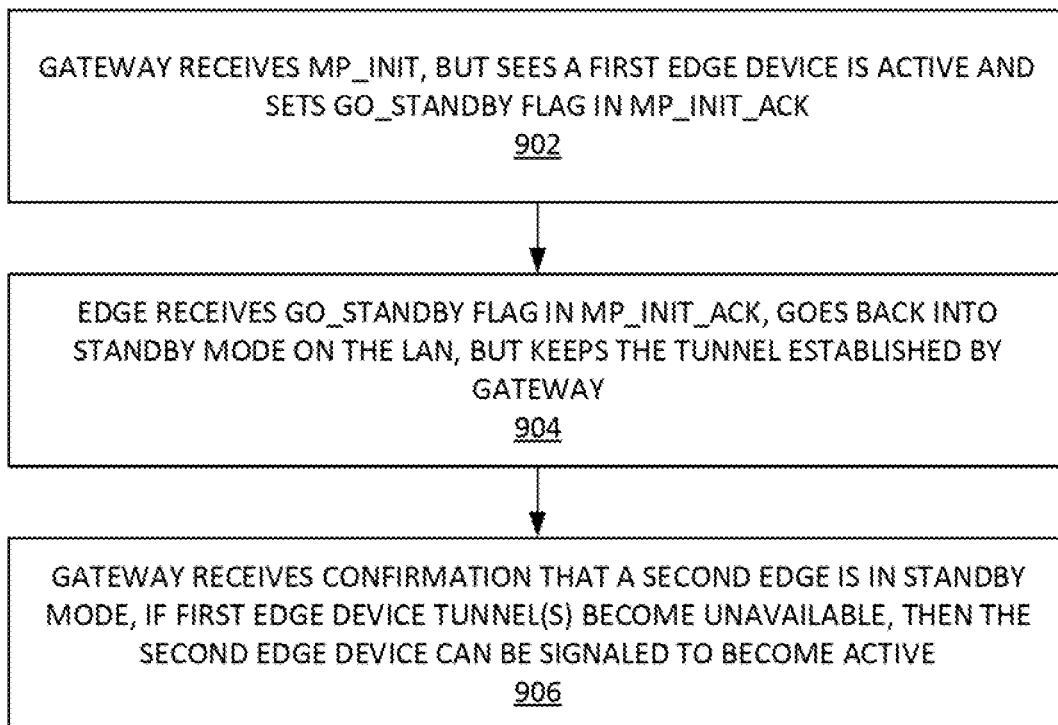 GATEWAY RECEIVES MP_INIT, BUT SEES A FIRST EDGE DEVICE IS ACTIVE AND
SETS GO_STANDBY FLAG IN MP_INIT_ACK
902
EDGE RECEIVES GO_STANDBY FLAG IN MP_INIT_ACK, GOES BACK INTO
STANDBY MODE ON THE LAN, BUT KEEPS THE TUNNEL ESTABLISHED BY
GATEWAY
904
GATEWAY RECEIVES CONFIRMATION THAT A SECOND EDGE IS IN STANDBY
MODE, IF FIRST EDGE DEVICE TUNNEL(S) BECOME UNAVAILABLE, THEN THE
SECOND EDGE DEVICE CAN BE SIGNALED TO BECOME ACTIVE
906